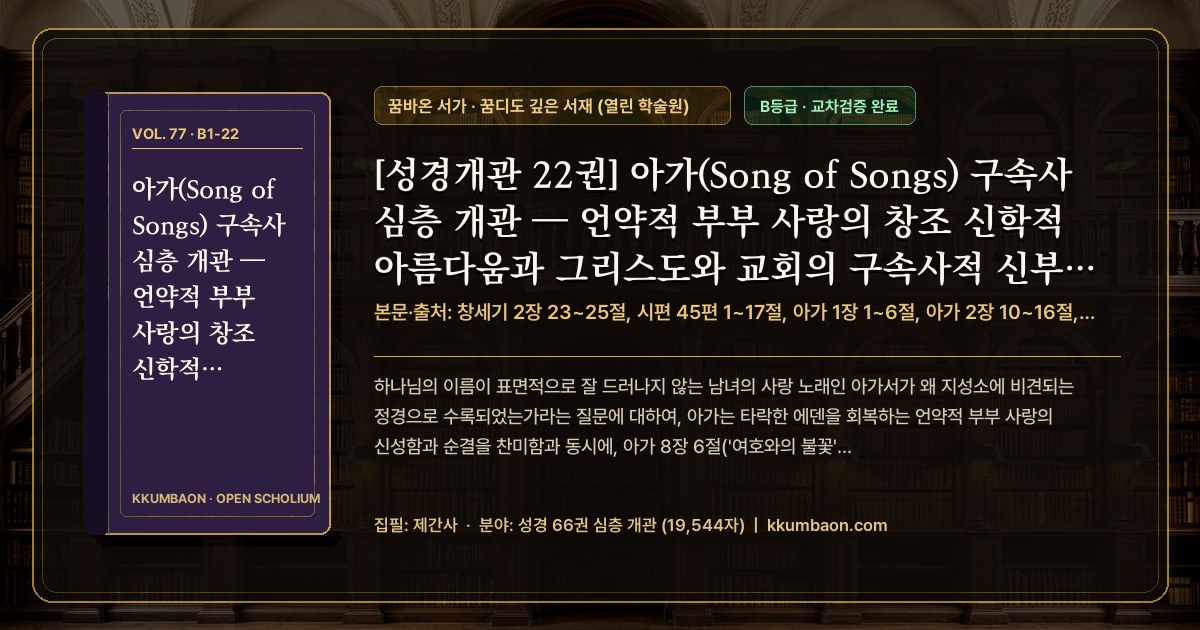 VOL. 77 · B1-22
아가(Song of
Songs) 구속사
심층 개관 —
언약적 부부
사랑의 창조
신학적…
KKUMBAON · OPEN SCHOLIUM
꿈바온 서가 · 꿈디도 깊은 서재 (열린 학술원)
B등급 · 교차검증 완료
[성경개관 22권] 아가(Song of Songs) 구속사
심층 개관 — 언약적 부부 사랑의 창조 신학적
아름다움과 그리스도와 교회의 구속사적 신부…
본문·출처: 창세기 2장 23~25절, 시편 45편 1~17절, 아가 1장 1~6절, 아가 2장 10~16절,…
하나님의 이름이 표면적으로 잘 드러나지 않는 남녀의 사랑 노래인 아가서가 왜 지성소에 비견되는
정경으로 수록되었는가라는 질문에 대하여, 아가는 타락한 에덴을 회복하는 언약적 부부 사랑의
신성함과 순결을 찬미함과 동시에, 아가 8장 6절('여호와의 불꽃'…
집필: 제간사 · 분야: 성경 66권 심층 개관 (19,544자) | kkumbaon.com